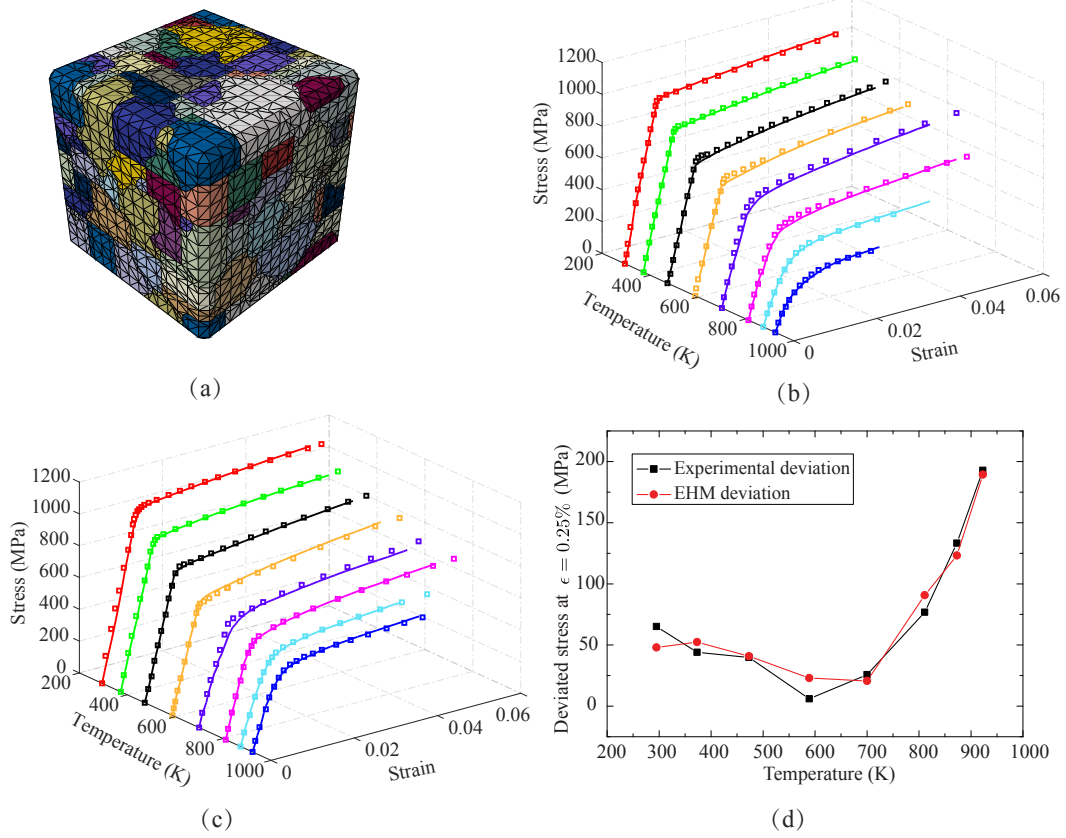 (a)
1200
1000
800
600
400
200
0
Stress (MPa)
200
400
600
800
1000
Temperature (K)
0
0.02
0.04
0.06
Strain
(b)
1200
1000
800
600
400
200
0
Stress (MPa)
200
400
600
800
1000
Temperature (K)
0
0.02
0.04
0.06
Strain
(c)
Experimental deviation
EHM deviation
200
150
100
50
0
Deviated stress at ϵ = 0.25% (MPa)
200 300 400 500 600 700 800 900 1000
Temperature (K)
(d)